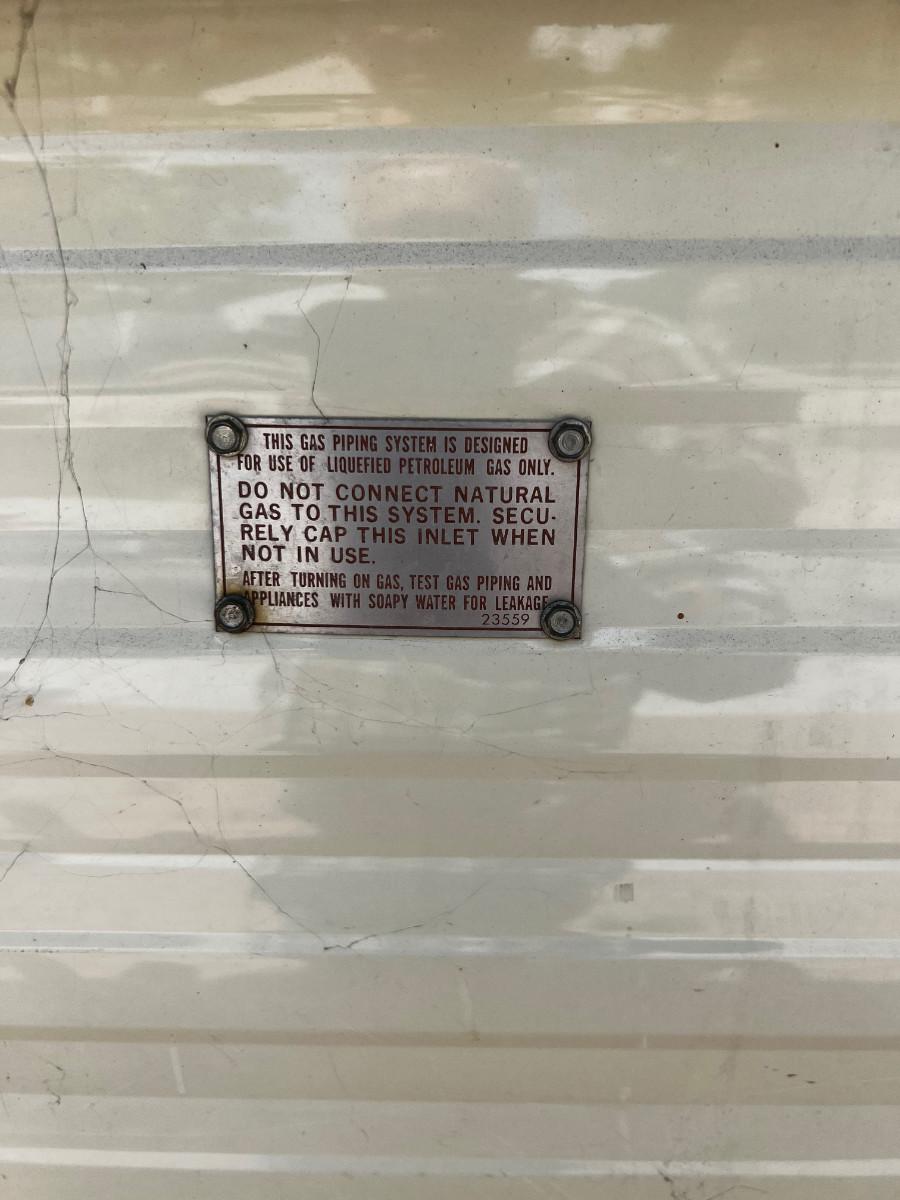 THIS GAS PIPING SYSTEM IS DESIGNED
FOR USE OF LIQUEFIED PETROLEUM GAS ONLY.
DO NOT CONNECT NATURAL
GAS TO THIS SYSTEM. SECU-
RELY CAP THIS INLET WHEN
NOT IN USE.
AFTER TURNING ON GAS, TEST GAS PIPING AND
APPLIANCES WITH SOAPY WATER FOR LEAKAGE
23559